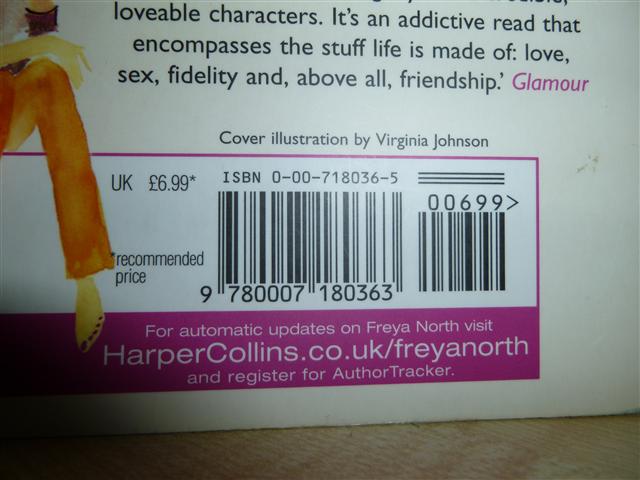 loveable characters. It's an addictive read that
encompasses the stuff life is made of: love,
sex, fidelity and, above all, friendship.' Glamour
Cover illustration by Virginia Johnson
UK £6.99*
ISBN 0-00-718036-5
00699>
*recommended
price
9 780007 180363
For automatic updates on Freya North visit
HarperCollins.co.uk/freyanorth
and register for AuthorTracker.